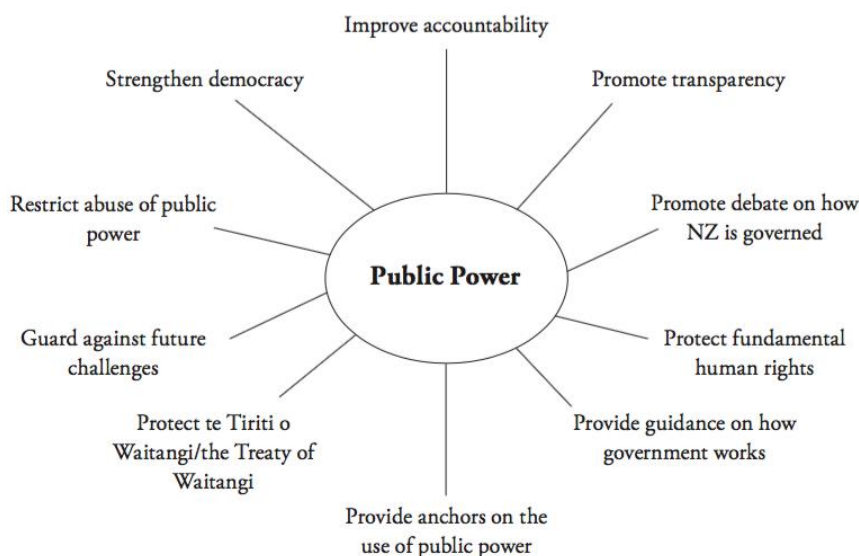 Improve accountability
Strengthen democracy
Promote transparency
Restrict abuse of public
power
Promote debate on how
NZ is governed
Public Power
Guard against future
challenges
Protect fundamental
human rights
Protect te Tiriti o
Waitangi/the Treaty of
Waitangi
Provide guidance on how
government works
Provide anchors on the
use of public power